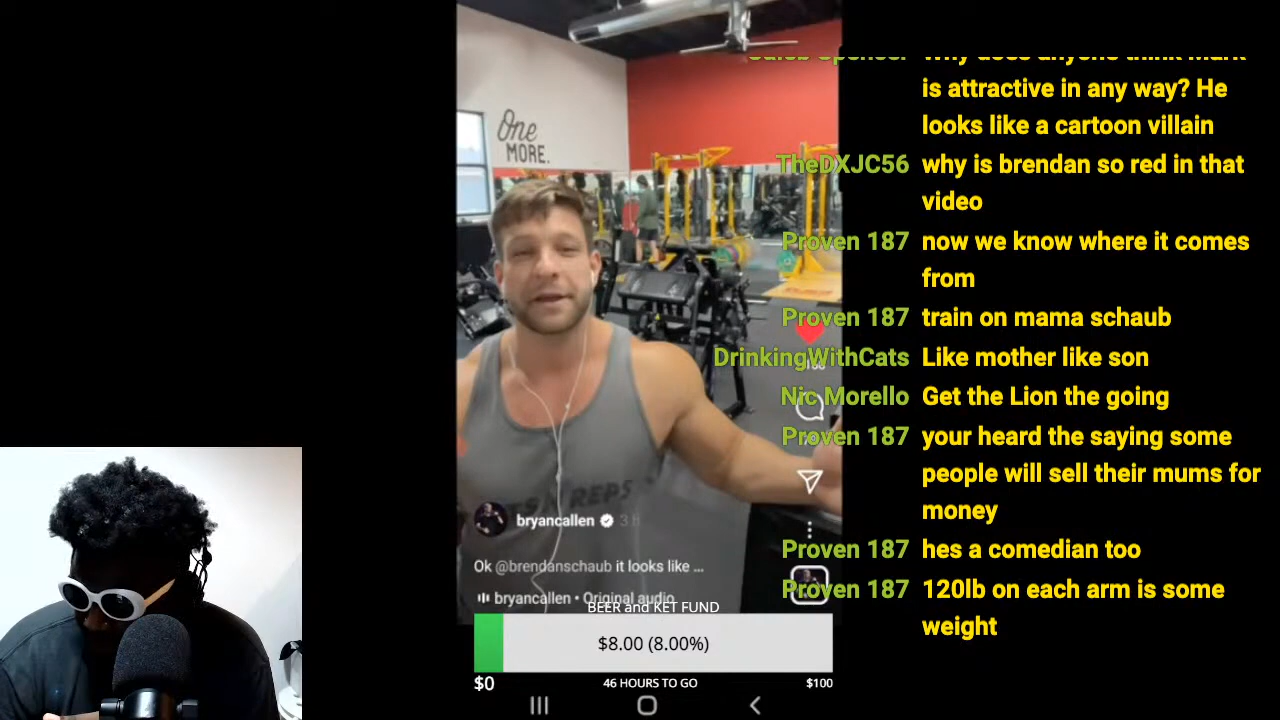 One
MORE.
REPS
bryancallen 3
Ok @brendanschaub it looks like ...
bryancallen • Original audio
BEER and KET FUND
$8.00 (8.00%)
$0
46 HOURS TO GO
$100
Caleb Spencer why does anyone think Mark
is attractive in any way? He
looks like a cartoon villain
TheDXJC56 why is brendan so red in that
video
Proven 187 now we know where it comes
from
Proven 187 train on mama schaub
DrinkingWithCats Like mother like son
Nic Morello Get the Lion the going
Proven 187 your heard the saying some
people will sell their mums for
money
Proven 187 hes a comedian too
Proven 187 120lb on each arm is some
weight